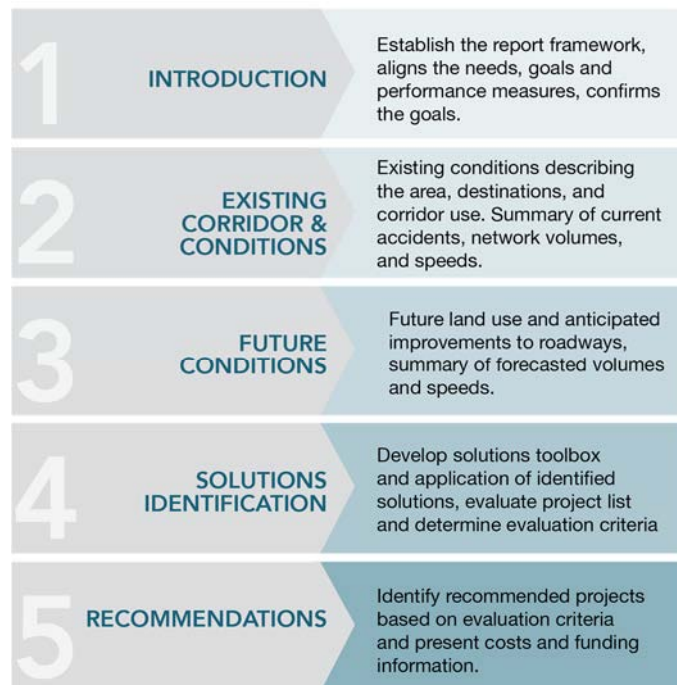 1
INTRODUCTION
Establish the report framework,
aligns the needs, goals and
performance measures, confirms
the goals.
2
EXISTING
CORRIDOR &
CONDITIONS
Existing conditions describing
the area, destinations, and
corridor use. Summary of current
accidents, network volumes,
and speeds.
3
FUTURE
CONDITIONS
Future land use and anticipated
improvements to roadways,
summary of forecasted volumes
and speeds.
4
SOLUTIONS
IDENTIFICATION
Develop solutions toolbox
and application of identified
solutions, evaluate project list
and determine evaluation criteria
5
RECOMMENDATIONS
Identify recommended projects
based on evaluation criteria
and present costs and funding
information.